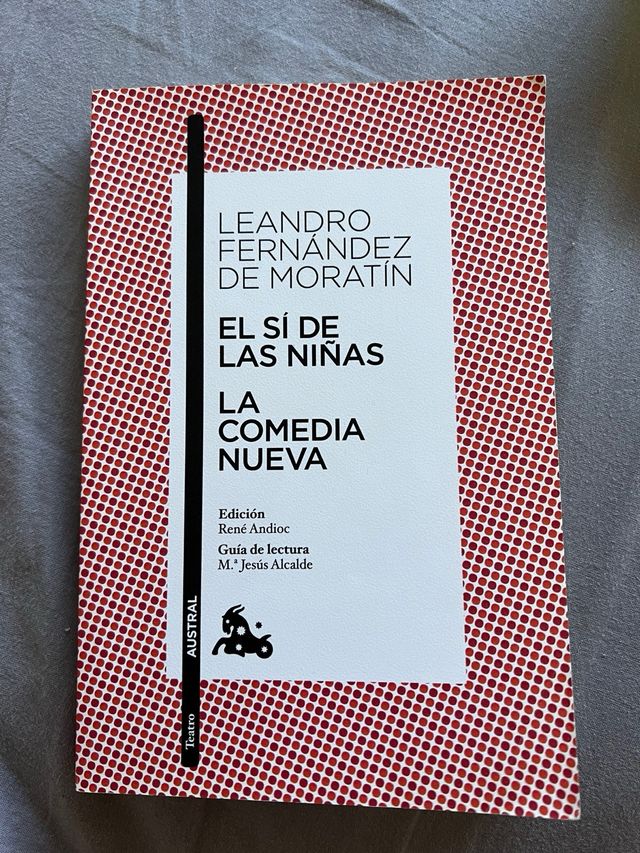 LEANDRO
FERNÁNDEZ
DE MORATÍN
EL SÍ DE
LAS NIÑAS
LA
COMEDIA
NUEVA
Edición
René Andioc
Guía de lectura
M.ª Jesús Alcalde
AUSTRAL
Teatro